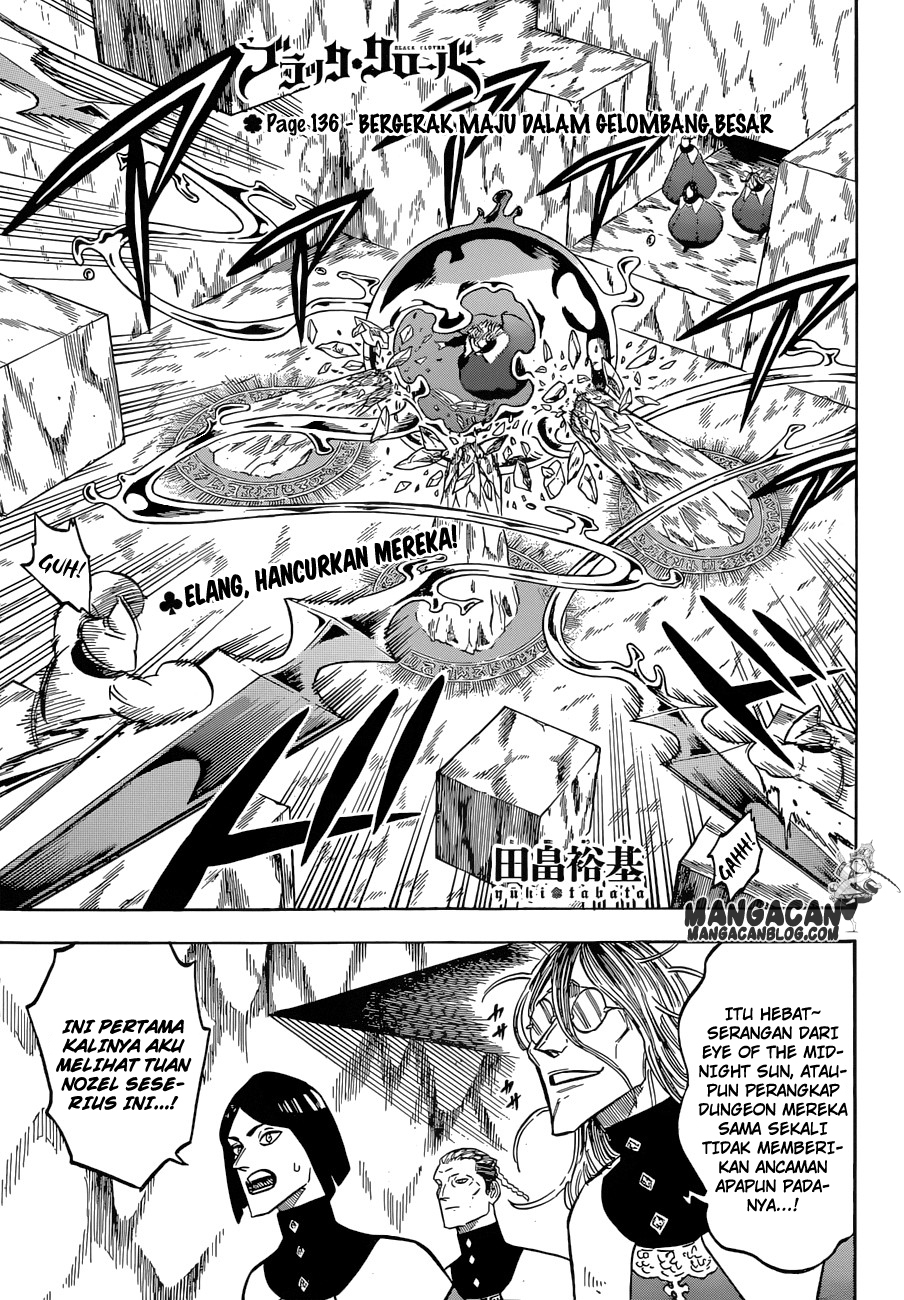 ブラック・クローバー
BLACK CLOVER
Page 136 - BERGERAK MAJU DALAM GELOMBANG BESAR
GUH!
ELANG, HANCURKAN MEREKA!
GAHH!
田畠裕基
yūki tabata
MANGACAN
MANGACANBLOG.COM
ITU HEBAT~
SERANGAN DARI
EYE OF THE MID-
NIGHT SUN, ATAU-
PUN PERANGKAP
DUNGEON MEREKA
SAMA SEKALI
TIDAK MEMBERI-
KAN ANCAMAN
APAPUN PADA-
NYA...!
INI PERTAMA
KALINYA AKU
MELIHAT TUAN
NOZEL SESE-
RIUS INI...!